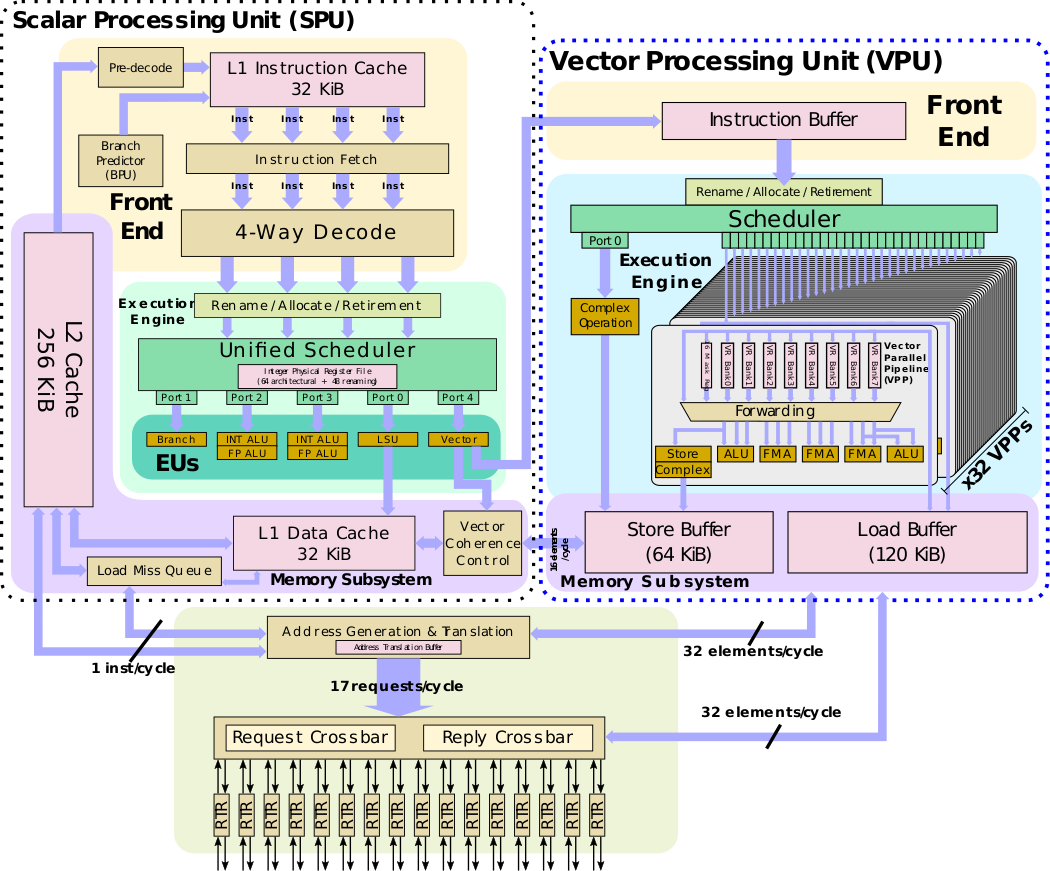 Scalar Processing Unit (SPU)
Pre-decode
L1 Instruction Cache
32 KiB
Inst Inst Inst Inst
Branch
Predictor
(BPU)
Instruction Fetch
Inst Inst Inst Inst
Front
End
4-Way Decode
L2 Cache
256 KiB
Execution
Engine
Rename / Allocate / Retirement
Unified Scheduler
Integer Physical Register File
(64 architectural + 48 renaming)
Port 1 Port 2 Port 3 Port 0 Port 4
Branch INT ALU INT ALU LSU Vector
FP ALU FP ALU
EUs
L1 Data Cache
32 KiB
Vector
Coherence
Control
Load Miss Queue
Memory Subsystem
Vector Processing Unit (VPU)
Instruction Buffer
Front
End
Rename / Allocate / Retirement
Scheduler
Port 0
Execution
Engine
Complex
Operation
VR Bank0
VR Bank1
VR Bank2
VR Bank3
VR Bank4
VR Bank5
VR Bank6
VR Bank7
Vector
Parallel
Pipeline
(VPP)
Forwarding
Store
Complex
ALU FMA FMA FMA ALU
x32 VPPs
16 elements
/cycle
Store Buffer
(64 KiB)
Load Buffer
(120 KiB)
Memory Subsystem
Address Generation & Translation
Address Translation Buffer
1 inst/cycle
32 elements/cycle
17 requests/cycle
32 elements/cycle
Request Crossbar
Reply Crossbar
RTR RTR RTR RTR RTR RTR RTR RTR RTR RTR RTR RTR RTR RTR RTR RTR